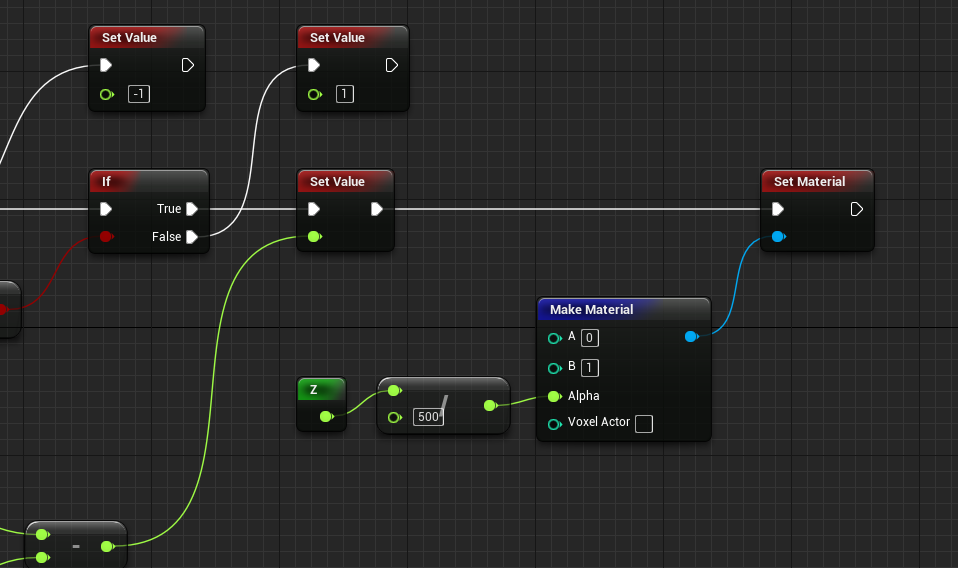 Set Value
-1
Set Value
1
If
True
False
Set Value
Set Material
Make Material
A 0
B 1
Alpha
Voxel Actor
Z
500 /
-